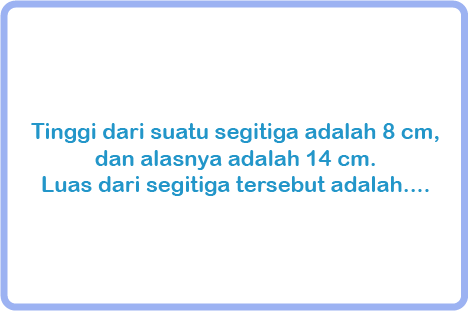 Tinggi dari suatu segitiga adalah 8 cm,
dan alasnya adalah 14 cm.
Luas dari segitiga tersebut adalah....